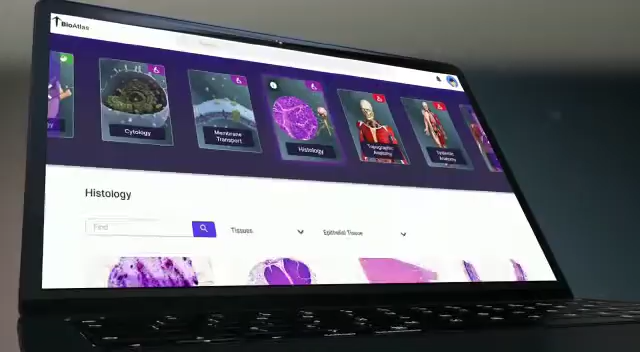 BioAtlas
Cytology
Membrane
Transport
Histology
Topographic
Anatomy
Systemic
Anatomy
Histology
Find
Tissues
Epithelial Tissue